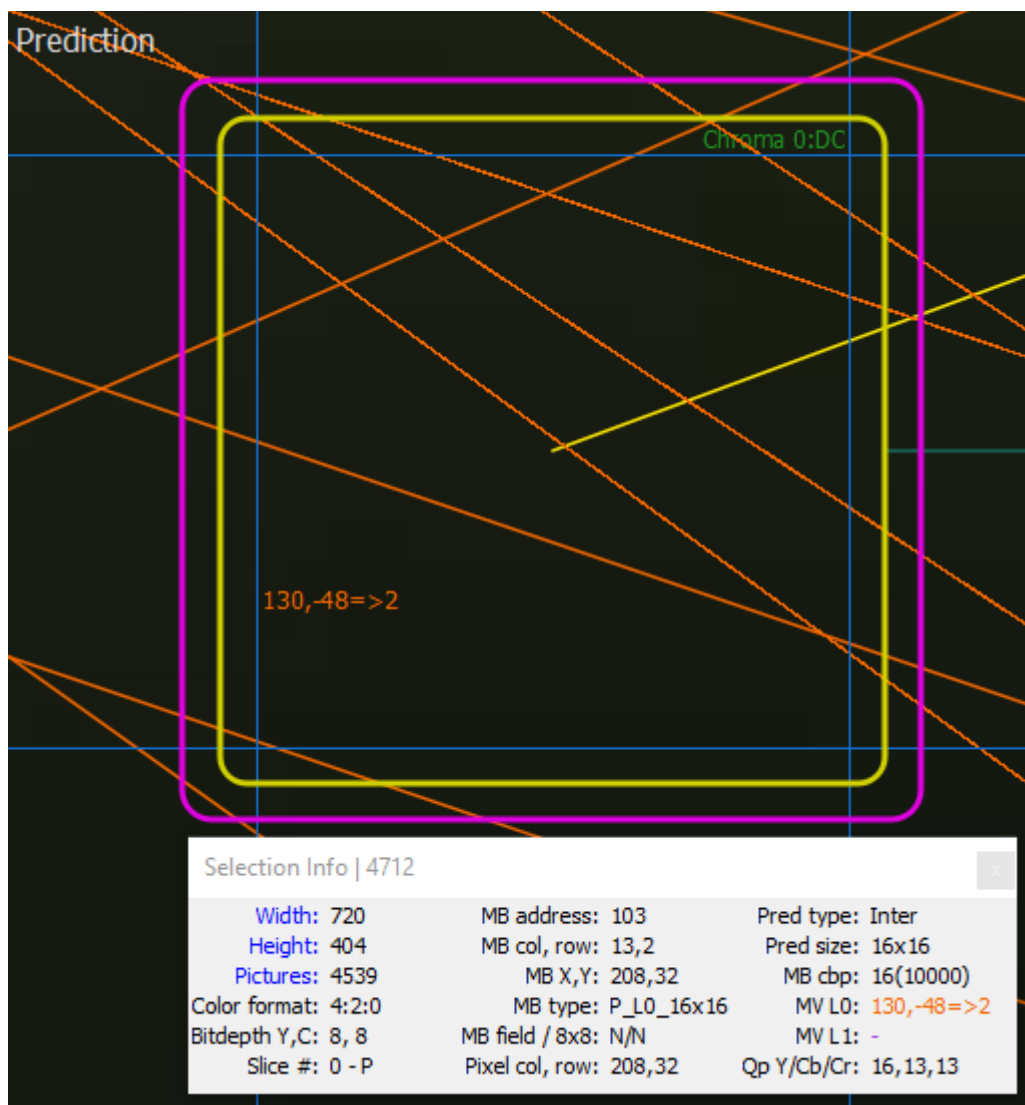 Prediction
Chroma 0:DC
130,-48=>2
Selection Info | 4712
x
Width: 720 MB address: 103 Pred type: Inter
Height: 404 MB col, row: 13,2 Pred size: 16x16
Pictures: 4539 MB X,Y: 208,32 MB cbp: 16(10000)
Color format: 4:2:0 MB type: P_L0_16x16 MV L0: 130,-48=>2
Bitdepth Y,C: 8, 8 MB field / 8x8: N/N MV L1: -
Slice #: 0 - P Pixel col, row: 208,32 Qp Y/Cb/Cr: 16,13,13